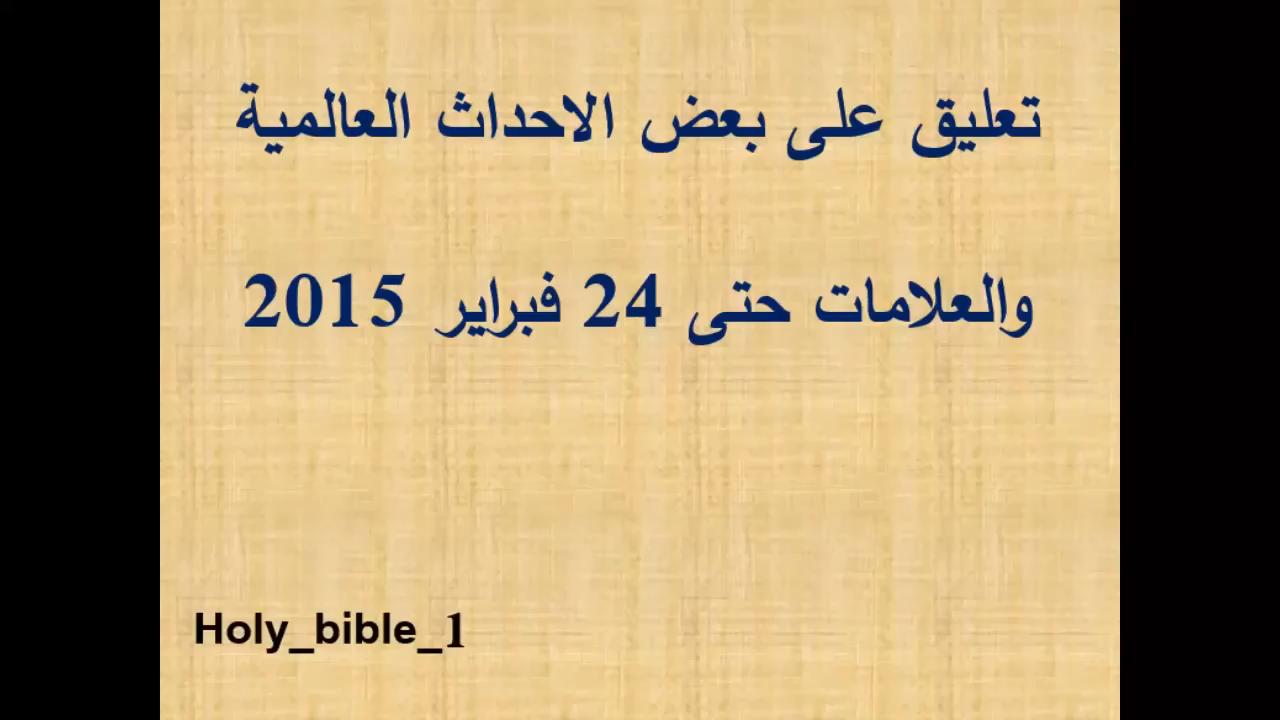 تعليق على بعض الاحداث العالمية
والعلامات حتى 24 فبراير 2015
Holy_bible_1